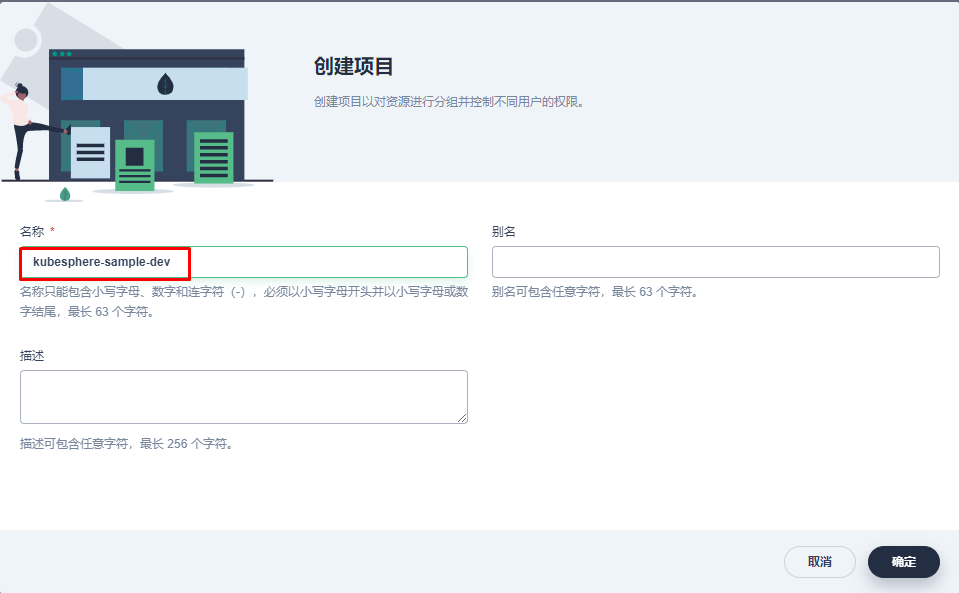 创建项目
创建项目以对资源进行分组并控制不同用户的权限。
名称 *
kubesphere-sample-dev
名称只能包含小写字母、数字和连字符（-），必须以小写字母开头并以小写字母或数
字结尾，最长 63 个字符。
别名
别名可包含任意字符，最长 63 个字符。
描述
描述可包含任意字符，最长 256 个字符。
取消
确定